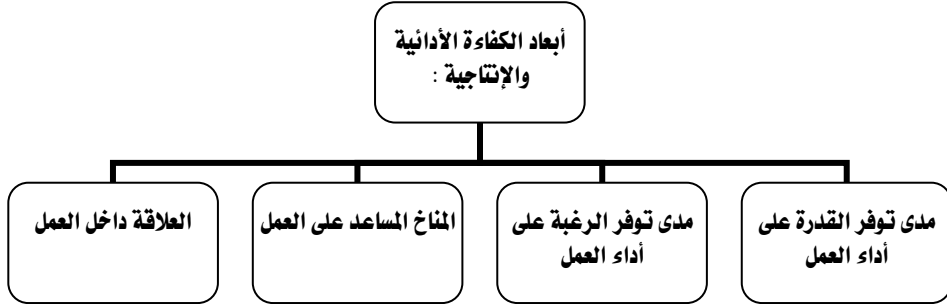 أبعاد الكفاءة الأدائية
والإنتاجية :
مدى توفر القدرة على
أداء العمل
مدى توفر الرغبة على
أداء العمل
المناخ المساعد على العمل
العلاقة داخل العمل